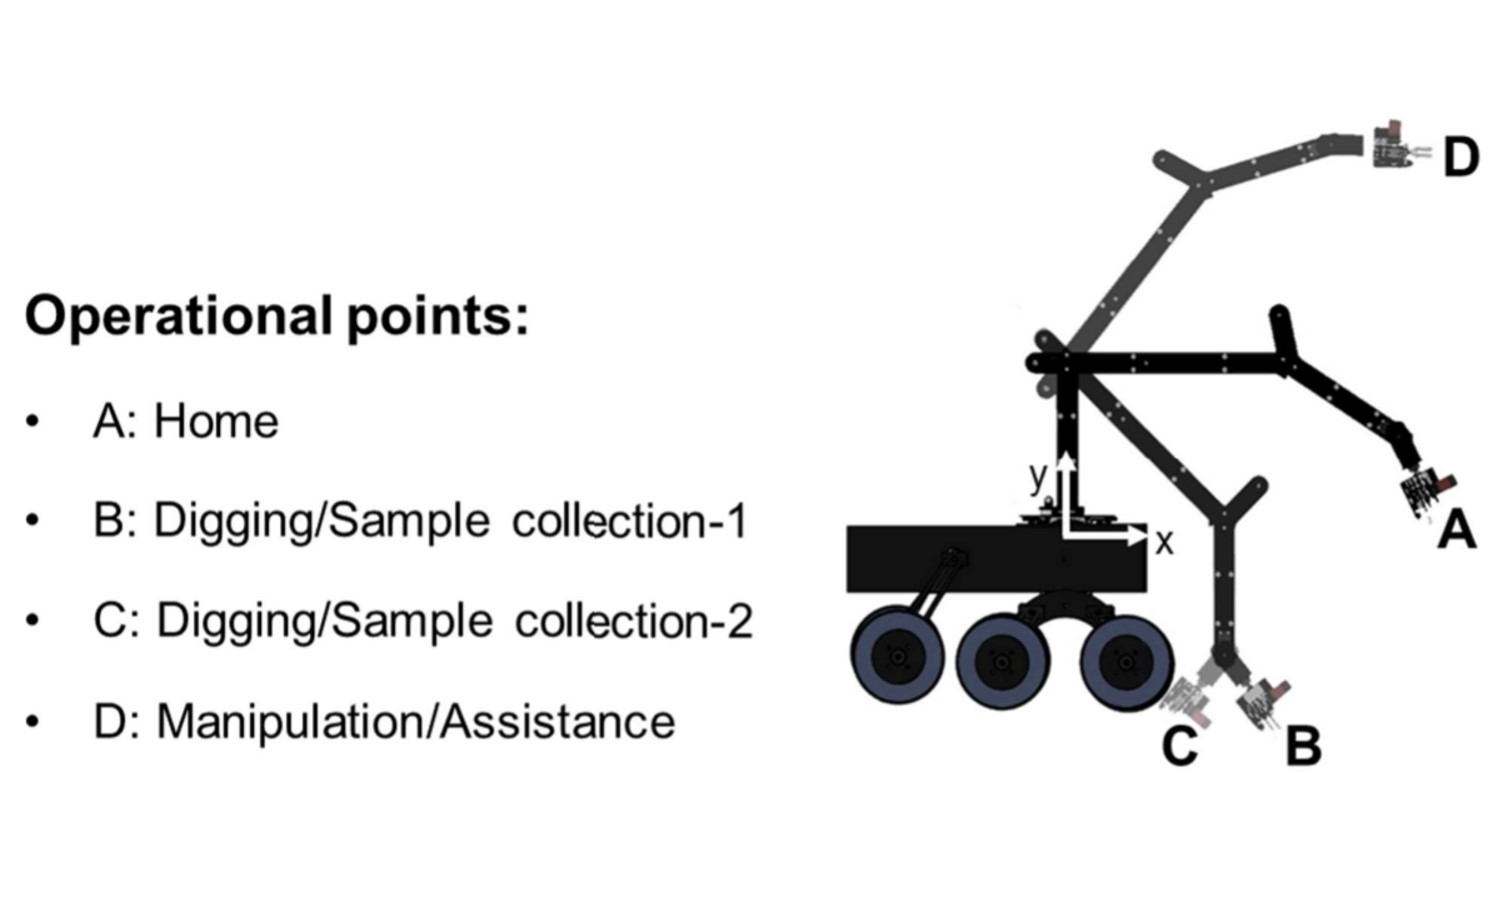 Operational points:
• A: Home
• B: Digging/Sample collection-1
• C: Digging/Sample collection-2
• D: Manipulation/Assistance
D
y
A
x
C
B